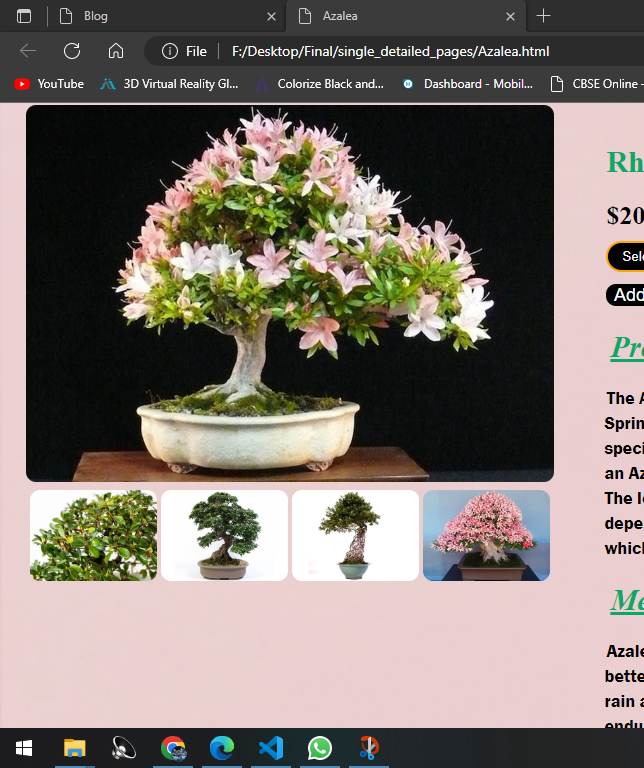 Blog
Azalea
File
F:/Desktop/Final/single_detailed_pages/Azalea.html
YouTube
3D Virtual Reality Gl...
Colorize Black and...
Dashboard - Mobil...
CBSE Online -
Rh
$20
Sele
Add
Pr
The A
Sprin
speci
an Az
The l
depe
which
Me
Azale
bette
rain a
endu